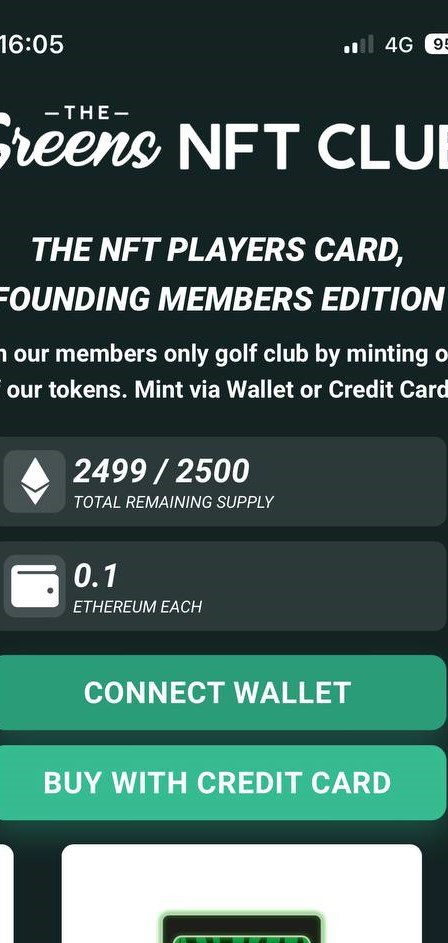 16:05 4G
THE
Greens NFT CLUB
THE NFT PLAYERS CARD,
FOUNDING MEMBERS EDITION
our members only golf club by minting
our tokens. Mint via Wallet or Credit Card
2499 / 2500
TOTAL REMAINING SUPPLY
0.1
ETHEREUM EACH
CONNECT WALLET
BUY WITH CREDIT CARD